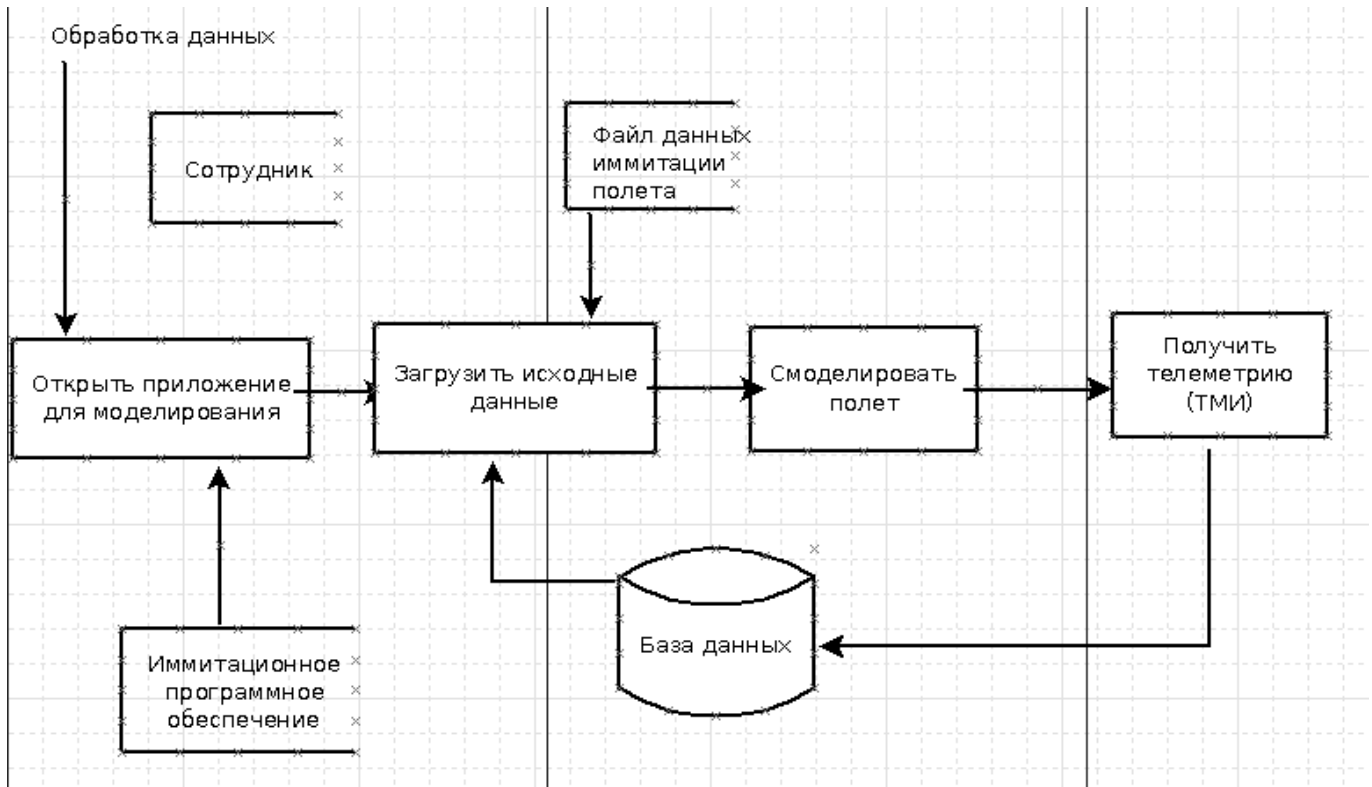 Обработка данных
Сотрудник
Файл данных
иммитации
полета
Открыть приложение
для моделирования
Загрузить исходные
данные
Смоделировать
полет
Получить
телеметрию
(ТМИ)
Иммитационное
программное
обеспечение
База данных